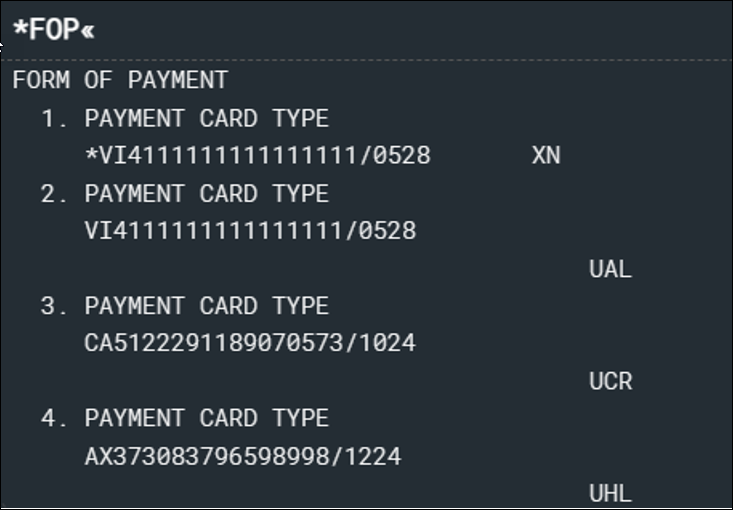 *FOP«
FORM OF PAYMENT
1. PAYMENT CARD TYPE
*VI4111111111111111/0528 XN
2. PAYMENT CARD TYPE
VI4111111111111111/0528
UAL
3. PAYMENT CARD TYPE
CA5122291189070573/1024
UCR
4. PAYMENT CARD TYPE
AX373083796598998/1224
UHL